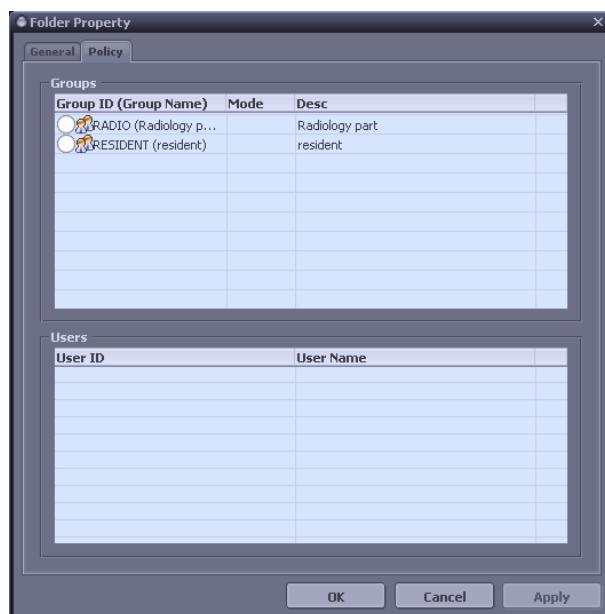 Folder Property
General Policy
Groups
Group ID (Group Name) Mode Desc
RADIO (Radiology p... Radiology part
RESIDENT (resident) resident
Users
User ID User Name
OK Cancel Apply